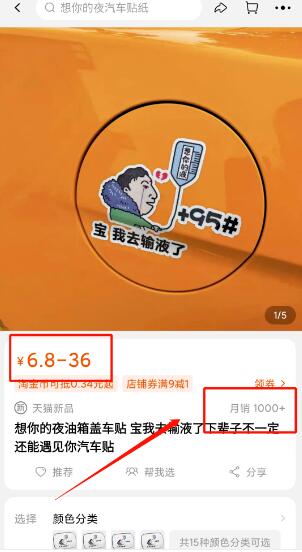 想你的夜汽车贴纸
想你的液
+95#
宝 我去输液了
1/5
¥6.8-36
淘金币可抵0.34元起
店铺券满9减1
领券
新 天猫新品
月销 1000+
想你的夜油箱盖车贴 宝我去输液了下辈子不一定
还能遇见你汽车贴
推荐
帮我选
分享
选择
颜色分类
共15种颜色分类可选